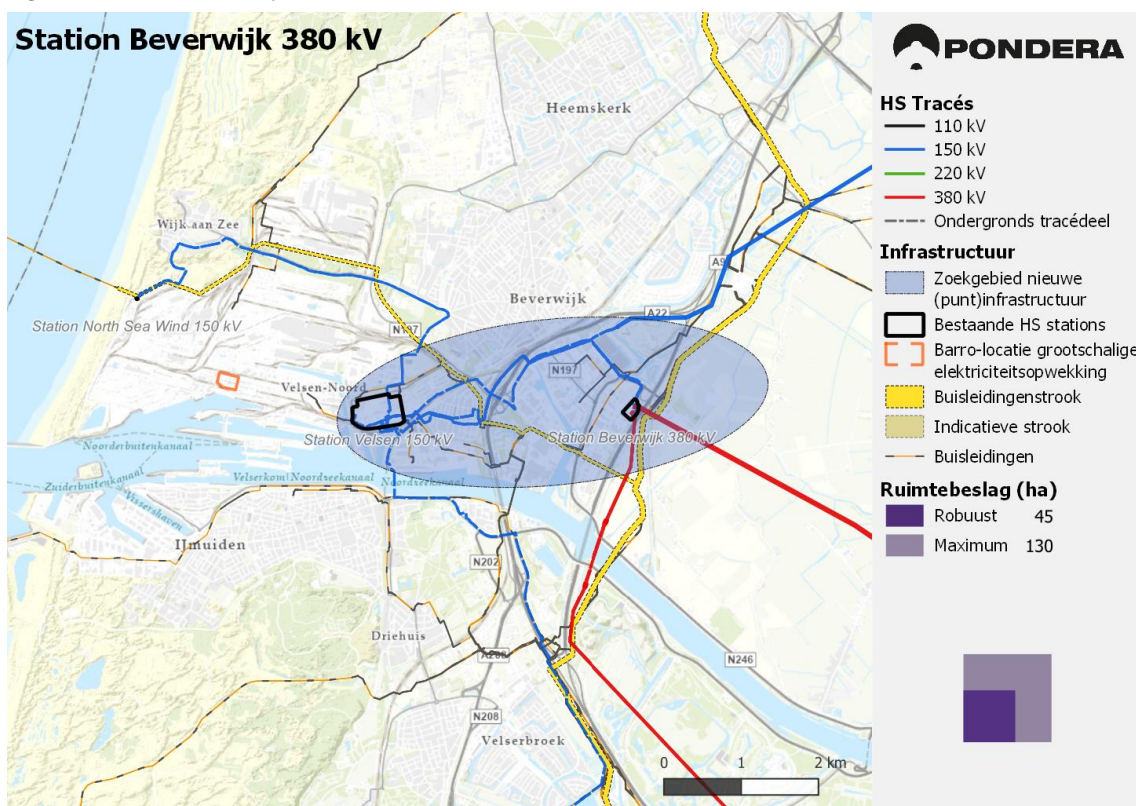 Station Beverwijk 380 kV
Heemskerk
Wijk aan Zee
A9
Beverwijk
Station North Sea Wind 150 kV
N197
A22
N197
Velsen-Noord
Station Velsen 150 kV
Station Beverwijk 380 kV
Noorderbuitenkanaal
Zuiderbuitenkanaal
Vissershaven
Velserkom
Noordzeekanaal
Noordzeekanaal
IJmuiden
N202
Driehuis
A208
N246
N208
Velserbroek
0 1 2 km
PONDERA
HS Tracés
110 kV
150 kV
220 kV
380 kV
Ondergronds tracédeel
Infrastructuur
Zoekgebied nieuwe
(punt)infrastructuur
Bestaande HS stations
Barro-locatie grootschalige
elektriciteitsopwekking
Buisleidingenstrook
Indicatieve strook
Buisleidingen
Ruimtebeslag (ha)
Robuust 45
Maximum 130